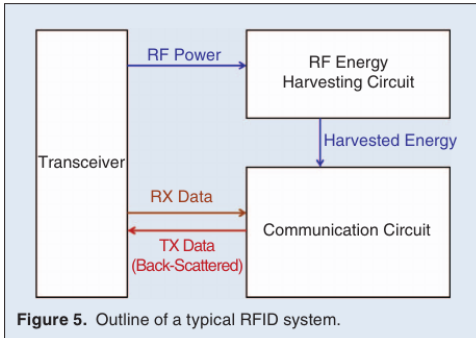 RF Power
RF Energy
Harvesting Circuit
Harvested Energy
Transceiver
RX Data
Communication Circuit
TX Data
(Back-Scattered)
Figure 5. Outline of a typical RFID system.